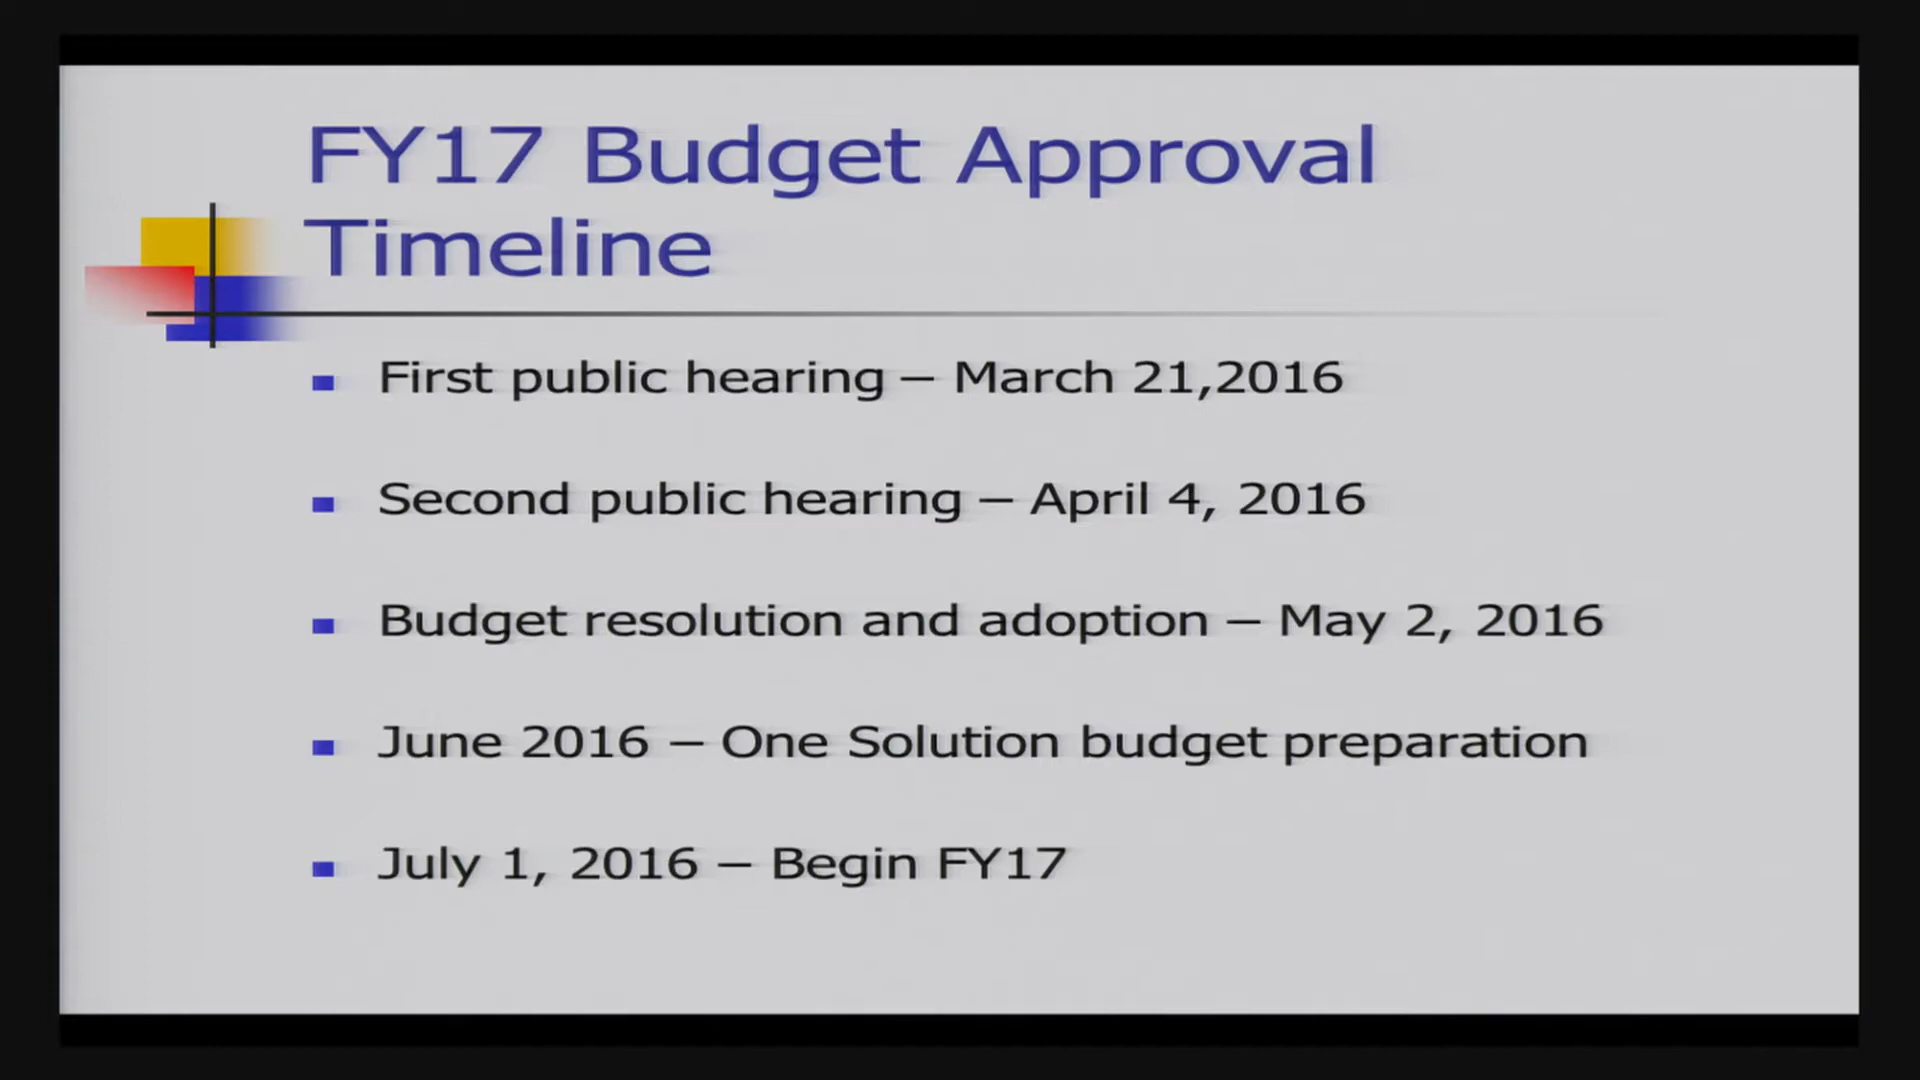 FY17 Budget Approval
Timeline
First public hearing – March 21,2016
Second public hearing – April 4, 2016
Budget resolution and adoption – May 2, 2016
June 2016 – One Solution budget preparation
July 1, 2016 – Begin FY17